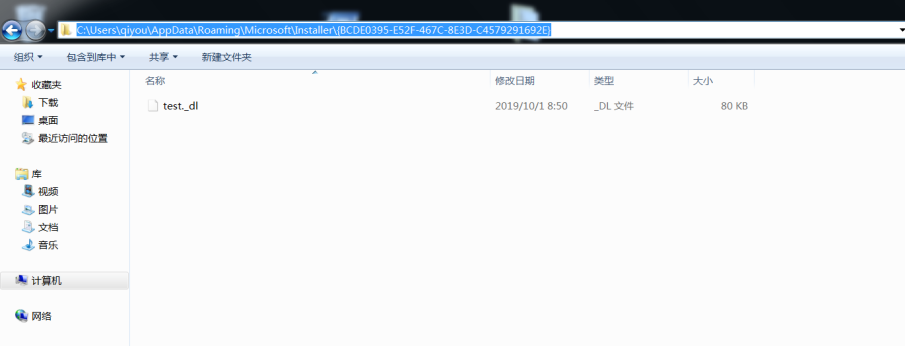 C:\Users\qiyou\AppData\Roaming\Microsoft\Installer\{BCDE0395-E52F-467C-8E3D-C4579291692E}
组织 包含到库中 共享 新建文件夹
收藏夹
下载
桌面
最近访问的位置
库
视频
图片
文档
音乐
计算机
网络
名称 修改日期 类型 大小
test._dl 2019/10/1 8:50 _DL 文件 80 KB